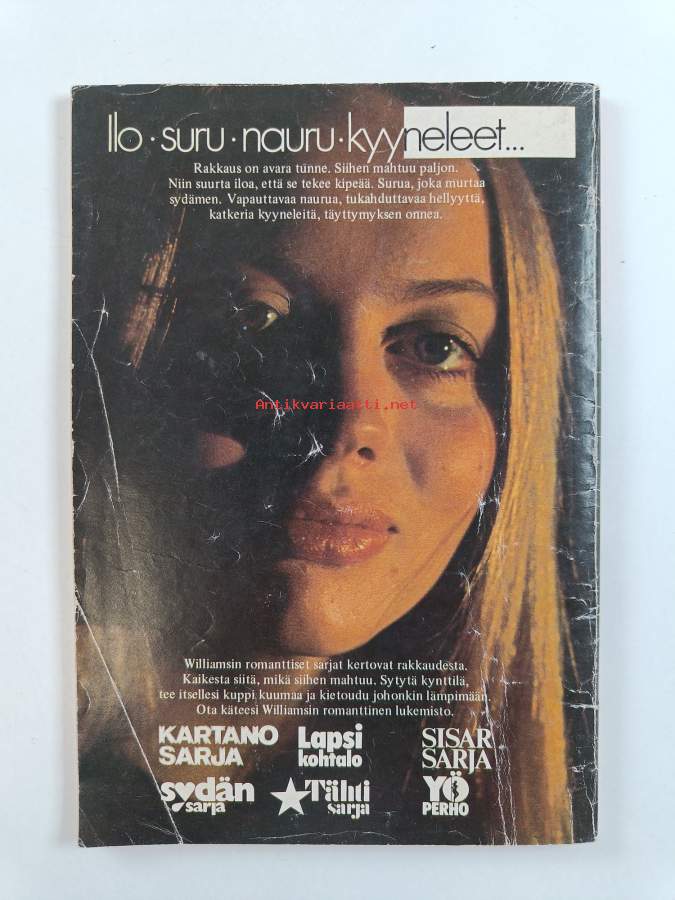 Ilo · suru · nauru · kyyneleet...
Rakkaus on avara tunne. Siihen mahtuu paljon.
Niin suurta iloa, että se tekee kipeää. Surua, joka murtaa
sydämen. Vapauttavaa naurua, tukahduttavaa hellyyttä,
katkeria kyyneleitä, täyttymyksen onnea.
Antikvariaatti.net
Williamsin romanttiset sarjat kertovat rakkaudesta.
Kaikesta siitä, mikä siihen mahtuu. Sytytä kynttilä,
tee itsellesi kuppi kuumaa ja kietoudu johonkin lämpimään.
Ota käteesi Williamsin romanttinen lukemisto.
KARTANO
SARJA
Lapsi
kohtalo
SISAR
SARJA
sydän
sarja
Tähti
sarja
YÖ
PERHO